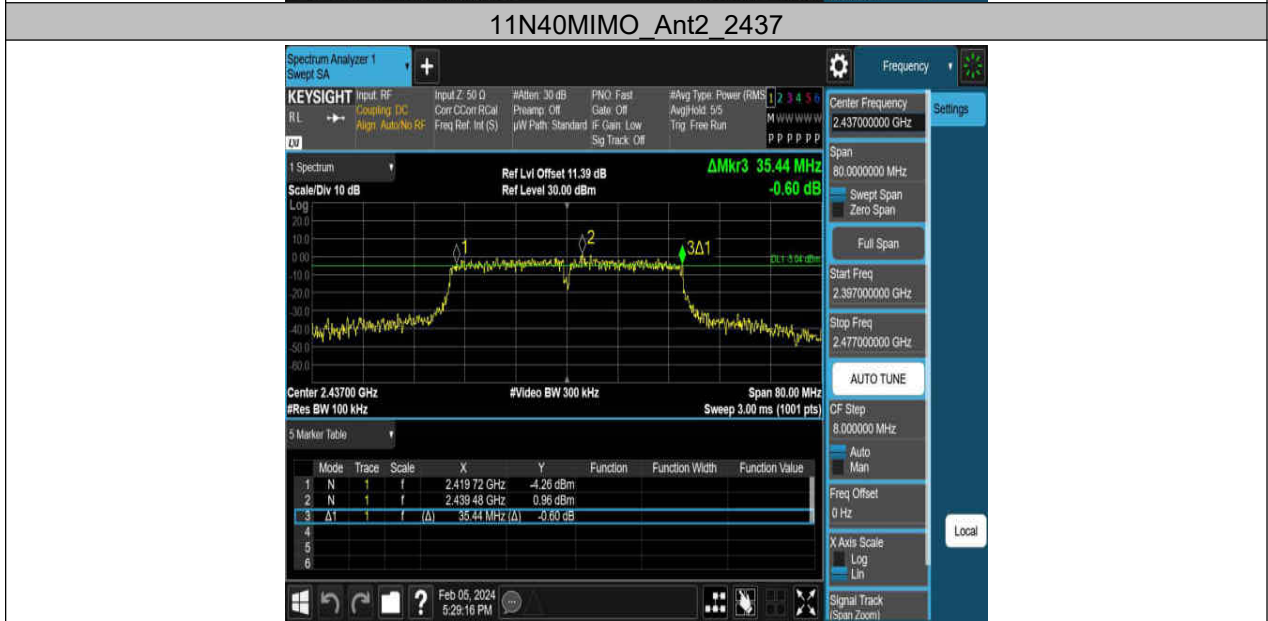 11N40MIMO_Ant2_2437
Spectrum Analyzer 1
Swept SA
+
Frequency
KEYSIGHT
RL
LXI
Input: RF
Coupling: DC
Align: Auto/No RF
Input Z: 50 Ω
Corr CCorr RCal
Freq Ref: Int (S)
#Atten: 30 dB
Preamp: Off
µW Path: Standard
PNO: Fast
Gate: Off
IF Gain: Low
Sig Track: Off
#Avg Type: Power (RMS
Avg|Hold: 5/5
Trig: Free Run
1 2 3 4 5 6
M W W W W W
P P P P P P
1 Spectrum
Scale/Div 10 dB
Ref Lvl Offset 11.39 dB
Ref Level 30.00 dBm
ΔMkr3 35.44 MHz
-0.60 dB
Log
20.0
10.0
0.00
-10.0
-20.0
-30.0
-40.0
-50.0
-60.0
1
2
3Δ1
DL1 -5.04 dBm
Center 2.43700 GHz
#Video BW 300 kHz
Span 80.00 MHz
#Res BW 100 kHz
Sweep 3.00 ms (1001 pts)
5 Marker Table
Mode Trace Scale X Y Function Function Width Function Value
1 N 1 f 2.419 72 GHz -4.26 dBm
2 N 1 f 2.439 48 GHz 0.96 dBm
3 Δ1 1 f (Δ) 35.44 MHz (Δ) -0.60 dB
4
5
6
Feb 05, 2024
5:29:16 PM
Center Frequency
2.437000000 GHz
Settings
Span
80.0000000 MHz
Swept Span
Zero Span
Full Span
Start Freq
2.397000000 GHz
Stop Freq
2.477000000 GHz
AUTO TUNE
CF Step
8.000000 MHz
Auto
Man
Freq Offset
0 Hz
X Axis Scale
Log
Lin
Local
Signal Track
(Span Zoom)